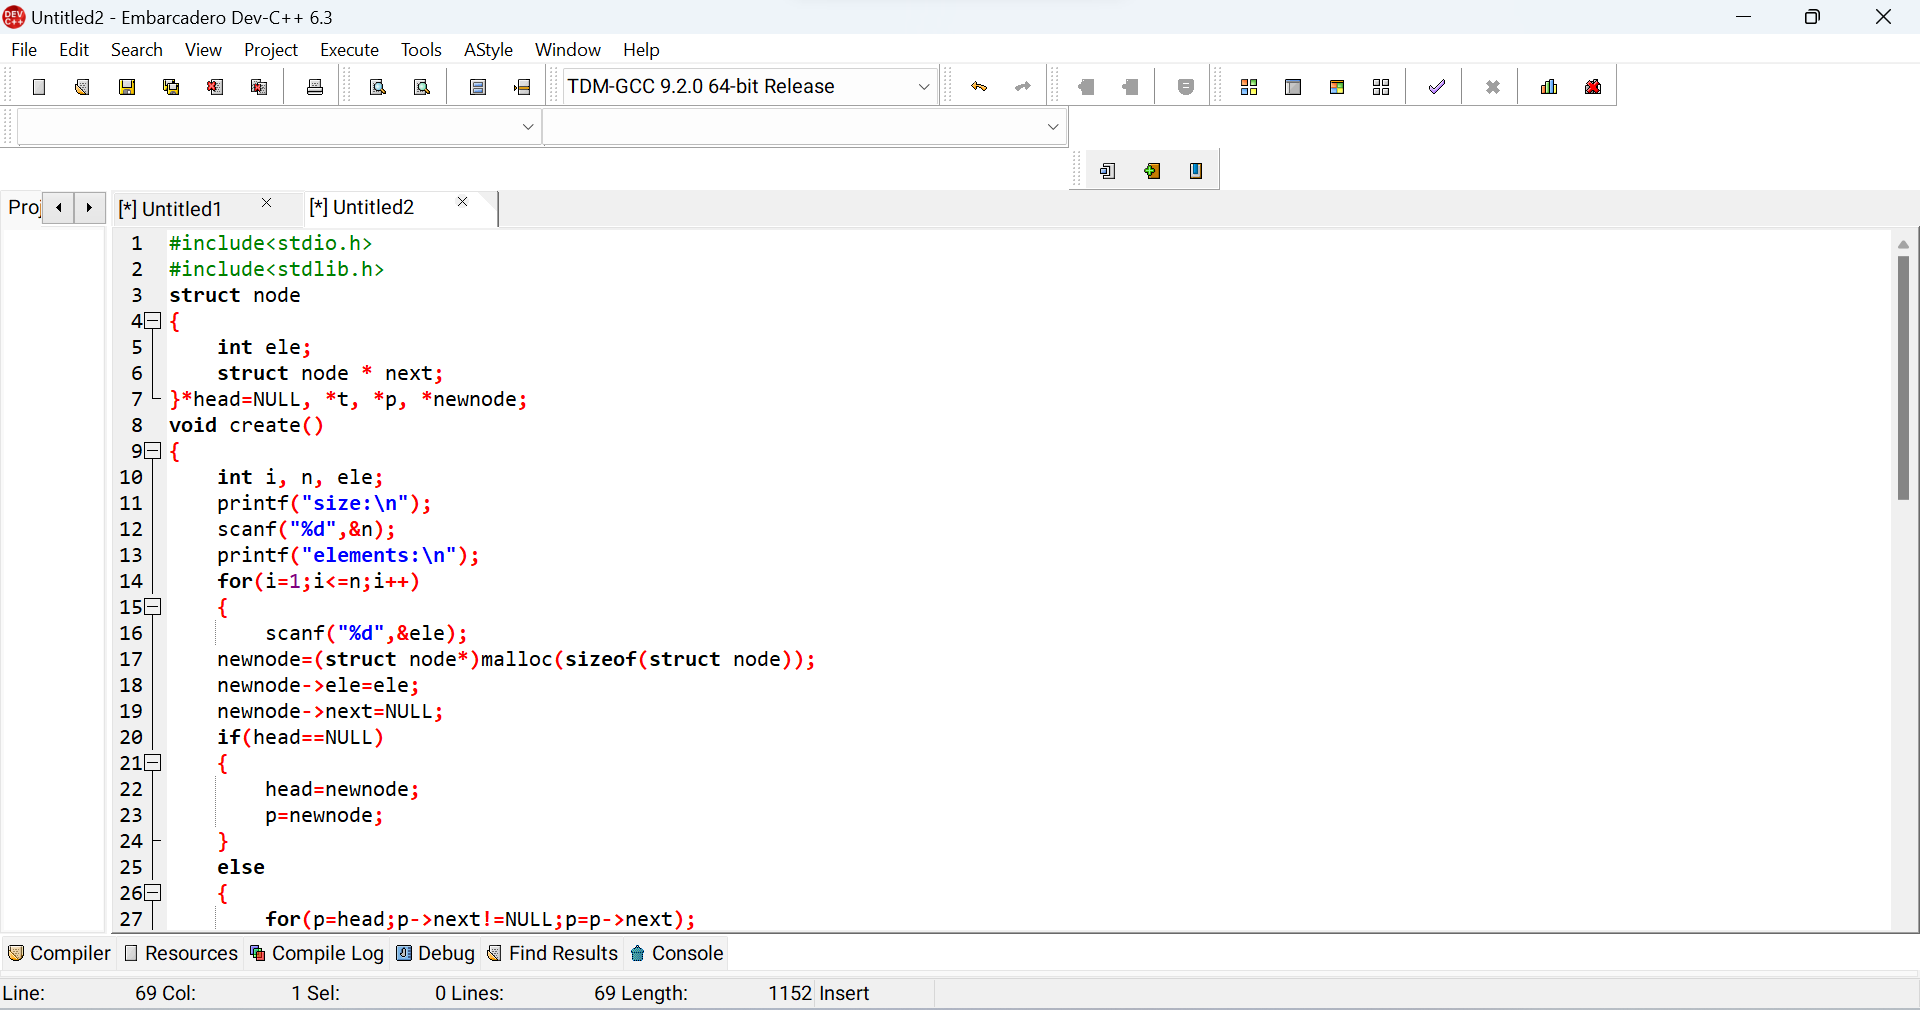 Untitled2 - Embarcadero Dev-C++ 6.3
File Edit Search View Project Execute Tools AStyle Window Help
TDM-GCC 9.2.0 64-bit Release
Proj [*] Untitled1 [*] Untitled2
1 #include<stdio.h>
2 #include<stdlib.h>
3 struct node
4 {
5 int ele;
6 struct node * next;
7 }*head=NULL, *t, *p, *newnode;
8 void create()
9 {
10 int i, n, ele;
11 printf("size:\n");
12 scanf("%d",&n);
13 printf("elements:\n");
14 for(i=1;i<=n;i++)
15 {
16 scanf("%d",&ele);
17 newnode=(struct node*)malloc(sizeof(struct node));
18 newnode->ele=ele;
19 newnode->next=NULL;
20 if(head==NULL)
21 {
22 head=newnode;
23 p=newnode;
24 }
25 else
26 {
27 for(p=head;p->next!=NULL;p=p->next);
Compiler Resources Compile Log Debug Find Results Console
Line: 69 Col: 1 Sel: 0 Lines: 69 Length: 1152 Insert